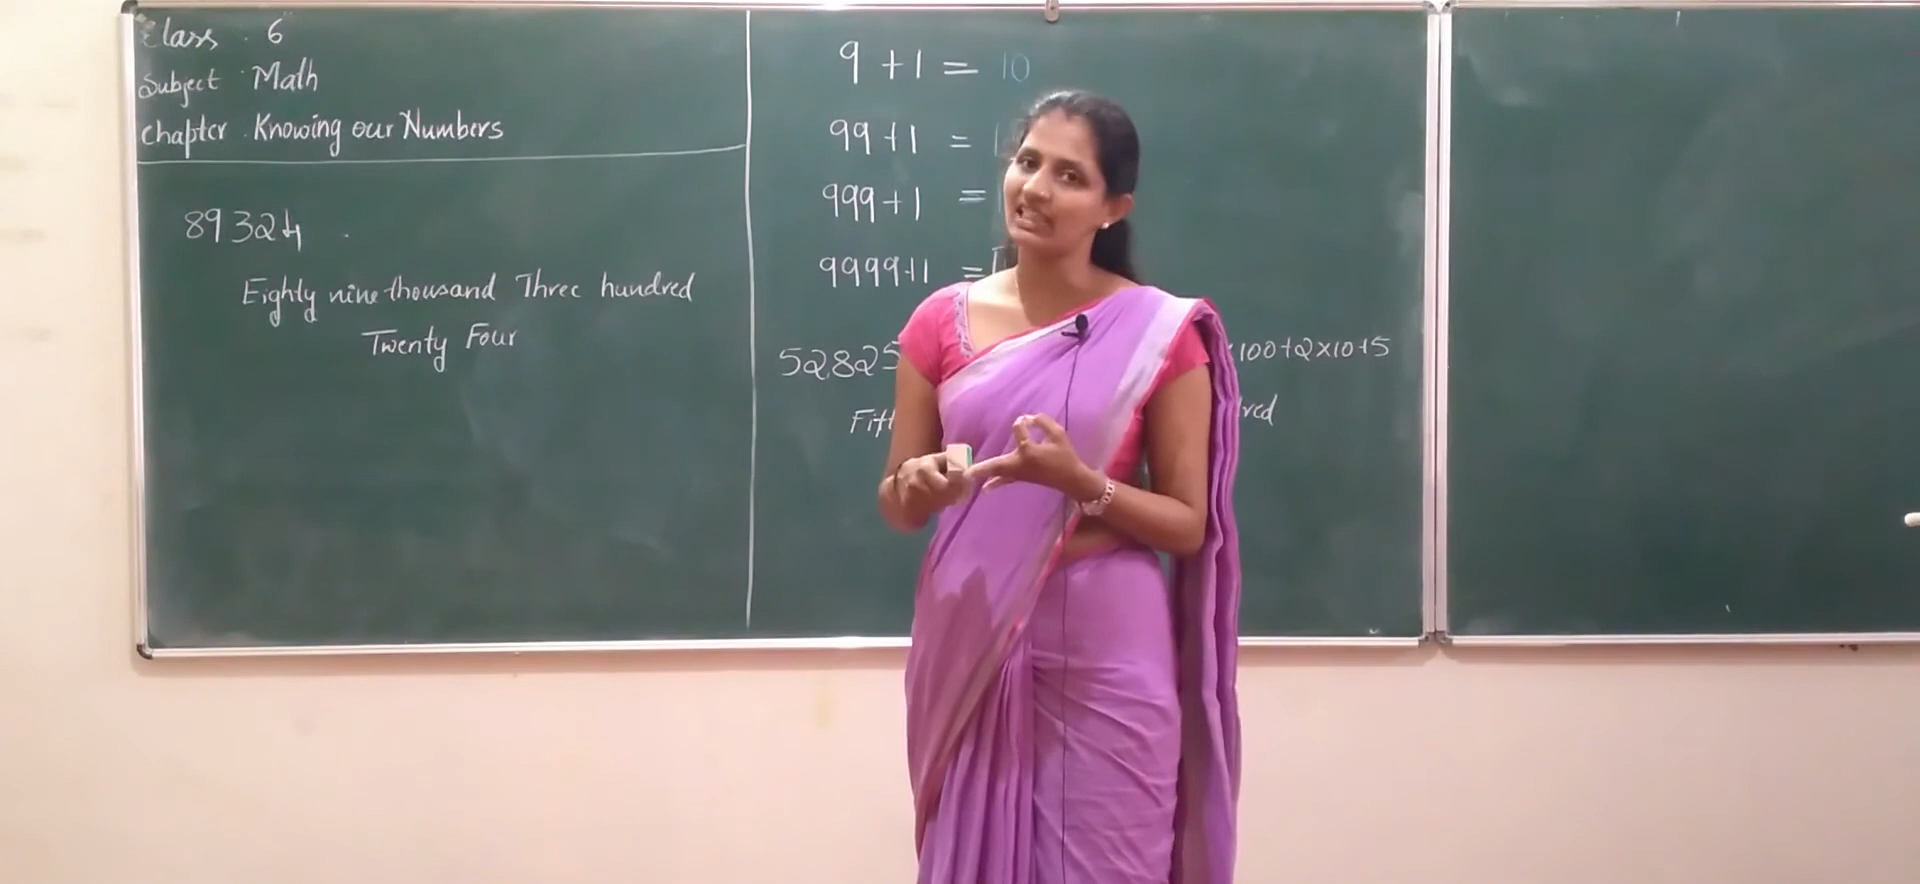 Class . 6
Subject . Math
Chapter . Knowing our Numbers
89324 .
Eighty nine thousand Three hundred
Twenty Four
9 + 1 = 10
99 + 1 =
999 + 1 =
9999 + 1 =
52825 ×100+2×10+5